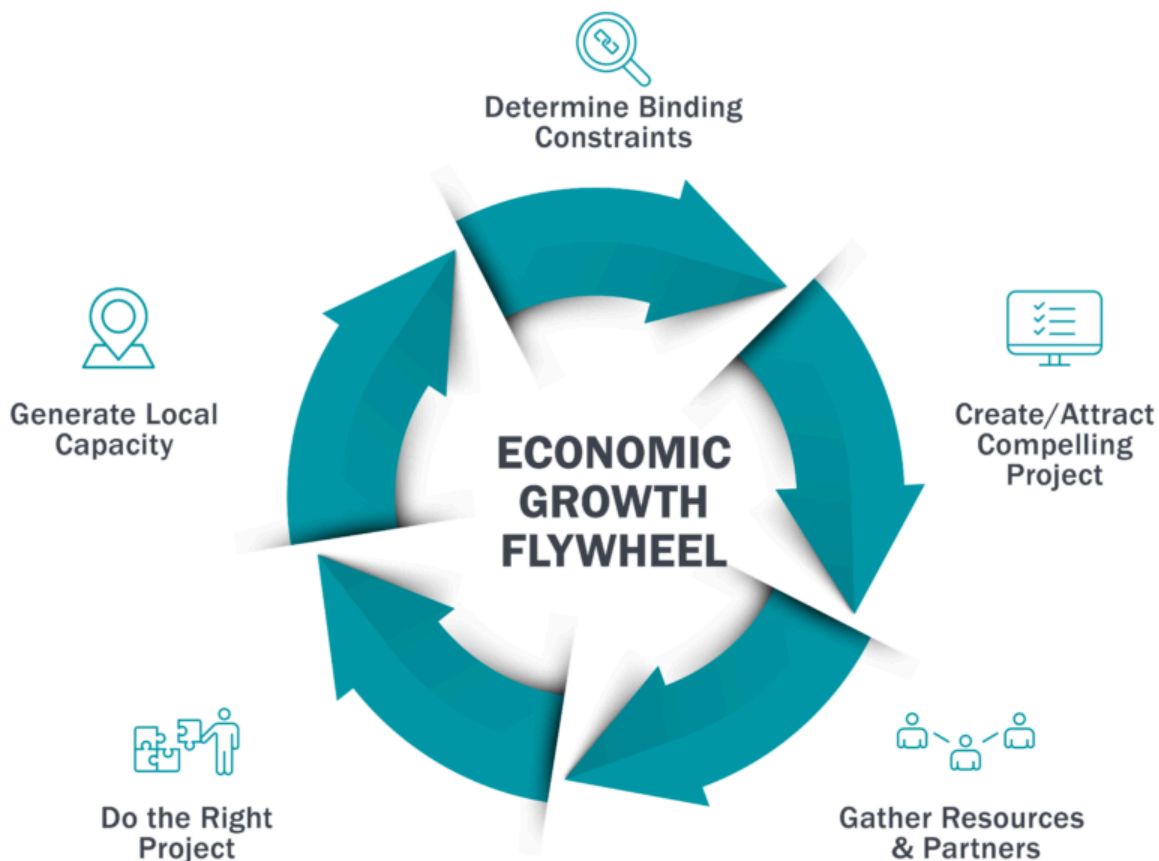 Determine Binding
Constraints
Create/Attract
Compelling
Project
Gather Resources
& Partners
Do the Right
Project
Generate Local
Capacity
ECONOMIC
GROWTH
FLYWHEEL